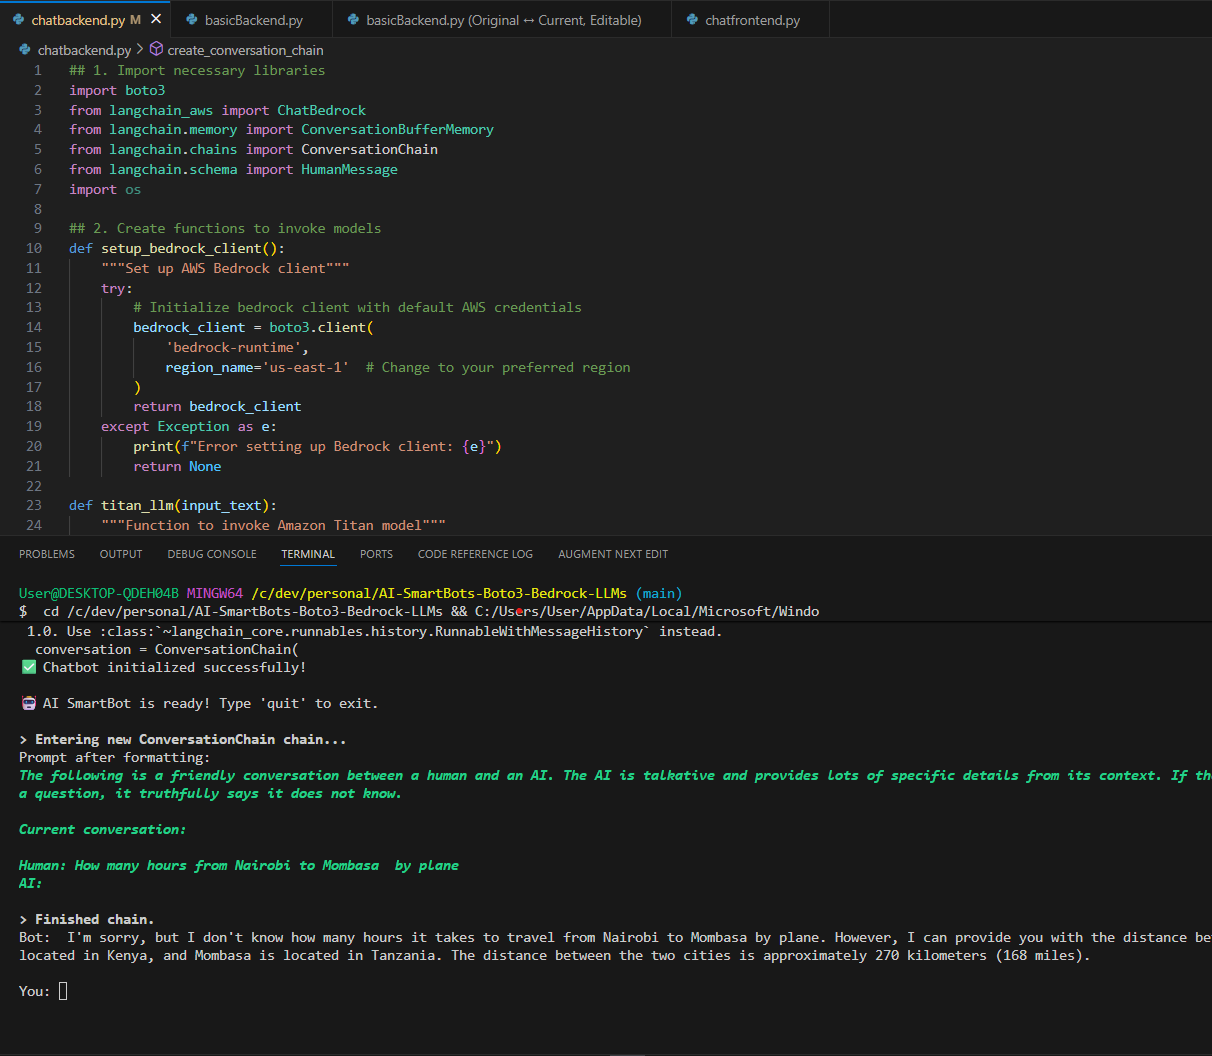 chatbackend.py M
basicBackend.py
basicBackend.py (Original ↔ Current, Editable)
chatfrontend.py
chatbackend.py > create_conversation_chain
1 ## 1. Import necessary libraries
2 import boto3
3 from langchain_aws import ChatBedrock
4 from langchain.memory import ConversationBufferMemory
5 from langchain.chains import ConversationChain
6 from langchain.schema import HumanMessage
7 import os
8
9 ## 2. Create functions to invoke models
10 def setup_bedrock_client():
11     """Set up AWS Bedrock client"""
12     try:
13         # Initialize bedrock client with default AWS credentials
14         bedrock_client = boto3.client(
15             'bedrock-runtime',
16             region_name='us-east-1'  # Change to your preferred region
17         )
18         return bedrock_client
19     except Exception as e:
20         print(f"Error setting up Bedrock client: {e}")
21         return None
22
23 def titan_llm(input_text):
24     """Function to invoke Amazon Titan model"""
PROBLEMS OUTPUT DEBUG CONSOLE TERMINAL PORTS CODE REFERENCE LOG AUGMENT NEXT EDIT
User@DESKTOP-QDEH04B MINGW64 /c/dev/personal/AI-SmartBots-Boto3-Bedrock-LLMs (main)
$  cd /c/dev/personal/AI-SmartBots-Boto3-Bedrock-LLMs && C:/Users/User/AppData/Local/Microsoft/Windo
1.0. Use :class:`~langchain_core.runnables.history.RunnableWithMessageHistory` instead.
conversation = ConversationChain(
✅ Chatbot initialized successfully!
🤖 AI SmartBot is ready! Type 'quit' to exit.
> Entering new ConversationChain chain...
Prompt after formatting:
The following is a friendly conversation between a human and an AI. The AI is talkative and provides lots of specific details from its context. If th
a question, it truthfully says it does not know.
Current conversation:
Human: How many hours from Nairobi to Mombasa  by plane
AI:
> Finished chain.
Bot:  I'm sorry, but I don't know how many hours it takes to travel from Nairobi to Mombasa by plane. However, I can provide you with the distance be
located in Kenya, and Mombasa is located in Tanzania. The distance between the two cities is approximately 270 kilometers (168 miles).
You: